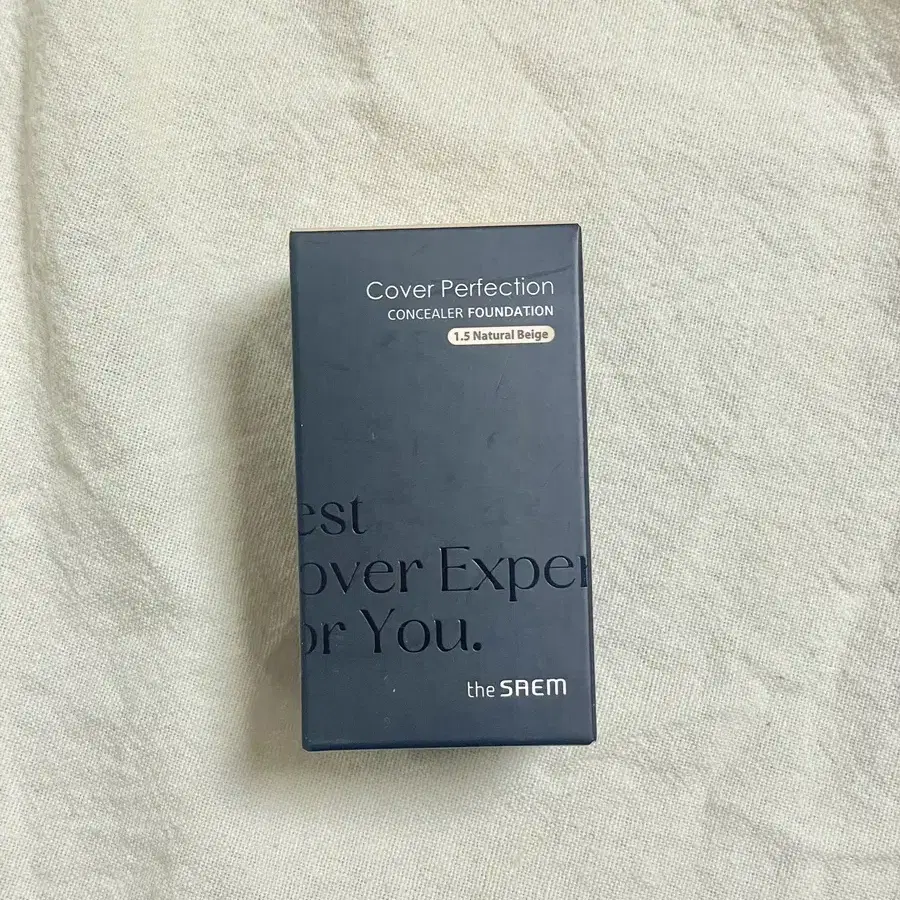 Cover Perfection
CONCEALER FOUNDATION
1.5 Natural Beige
est
over Exper
or You.
the SAEM